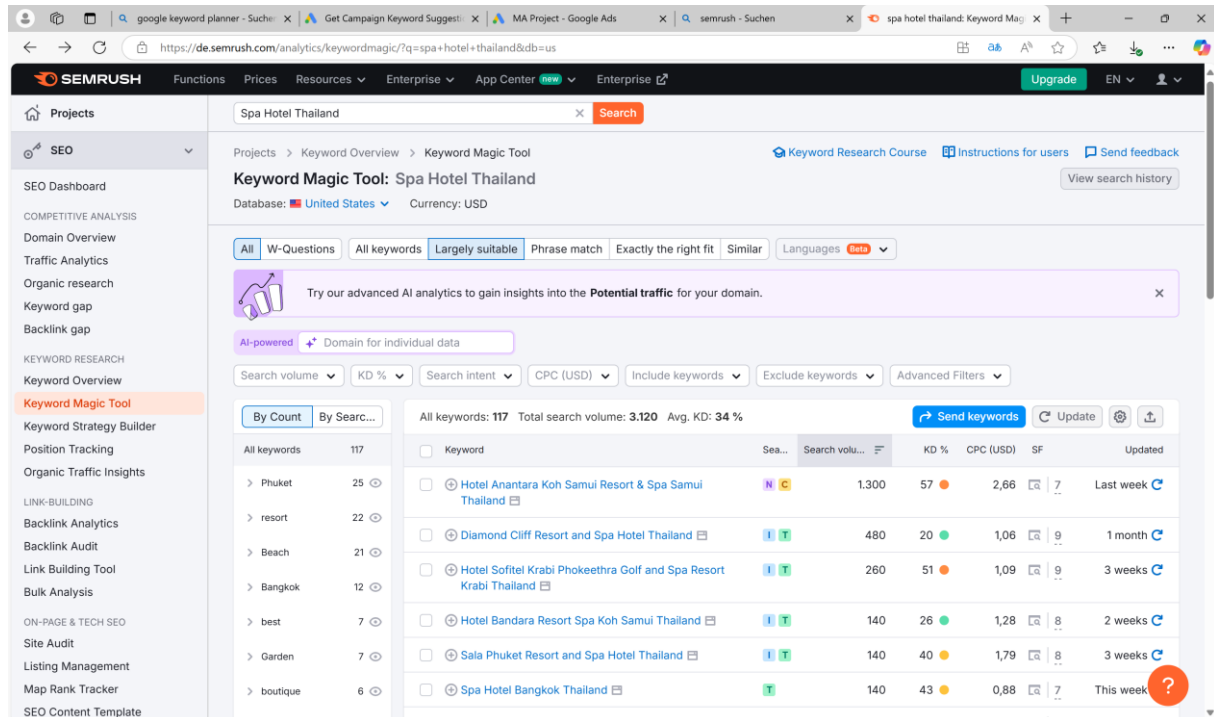 google keyword planner - Suche:
Get Campaign Keyword Suggesti
MA Project - Google Ads
semrush - Suchen
spa hotel thailand: Keyword Mag
https://de.semrush.com/analytics/keywordmagic/?q=spa+hotel+thailand&db=us
SEMRUSH Functions Prices Resources Enterprise App Center new Enterprise Upgrade EN
Projects
SEO
SEO Dashboard
COMPETITIVE ANALYSIS
Domain Overview
Traffic Analytics
Organic research
Keyword gap
Backlink gap
KEYWORD RESEARCH
Keyword Overview
Keyword Magic Tool
Keyword Strategy Builder
Position Tracking
Organic Traffic Insights
LINK-BUILDING
Backlink Analytics
Backlink Audit
Link Building Tool
Bulk Analysis
ON-PAGE & TECH SEO
Site Audit
Listing Management
Map Rank Tracker
SEO Content Template
Spa Hotel Thailand Search
Projects > Keyword Overview > Keyword Magic Tool
Keyword Research Course Instructions for users Send feedback
Keyword Magic Tool: Spa Hotel Thailand
View search history
Database: United States Currency: USD
All W-Questions All keywords Largely suitable Phrase match Exactly the right fit Similar Languages Beta
Try our advanced AI analytics to gain insights into the Potential traffic for your domain.
AI-powered Domain for individual data
Search volume KD % Search intent CPC (USD) Include keywords Exclude keywords Advanced Filters
By Count By Searc...
All keywords 117
Phuket 25
resort 22
Beach 21
Bangkok 12
best 7
Garden 7
boutique 6
All keywords: 117 Total search volume: 3.120 Avg. KD: 34 %
Send keywords Update
Keyword Sea... Search volu... KD % CPC (USD) SF Updated
Hotel Anantara Koh Samui Resort & Spa Samui N C 1.300 57 2,66 7 Last week
Thailand
Diamond Cliff Resort and Spa Hotel Thailand I T 480 20 1,06 9 1 month
Hotel Sofitel Krabi Phokeethra Golf and Spa Resort I T 260 51 1,09 9 3 weeks
Krabi Thailand
Hotel Bandara Resort Spa Koh Samui Thailand I T 140 26 1,28 8 2 weeks
Sala Phuket Resort and Spa Hotel Thailand I T 140 40 1,79 8 3 weeks
Spa Hotel Bangkok Thailand T 140 43 0,88 7 This week
?